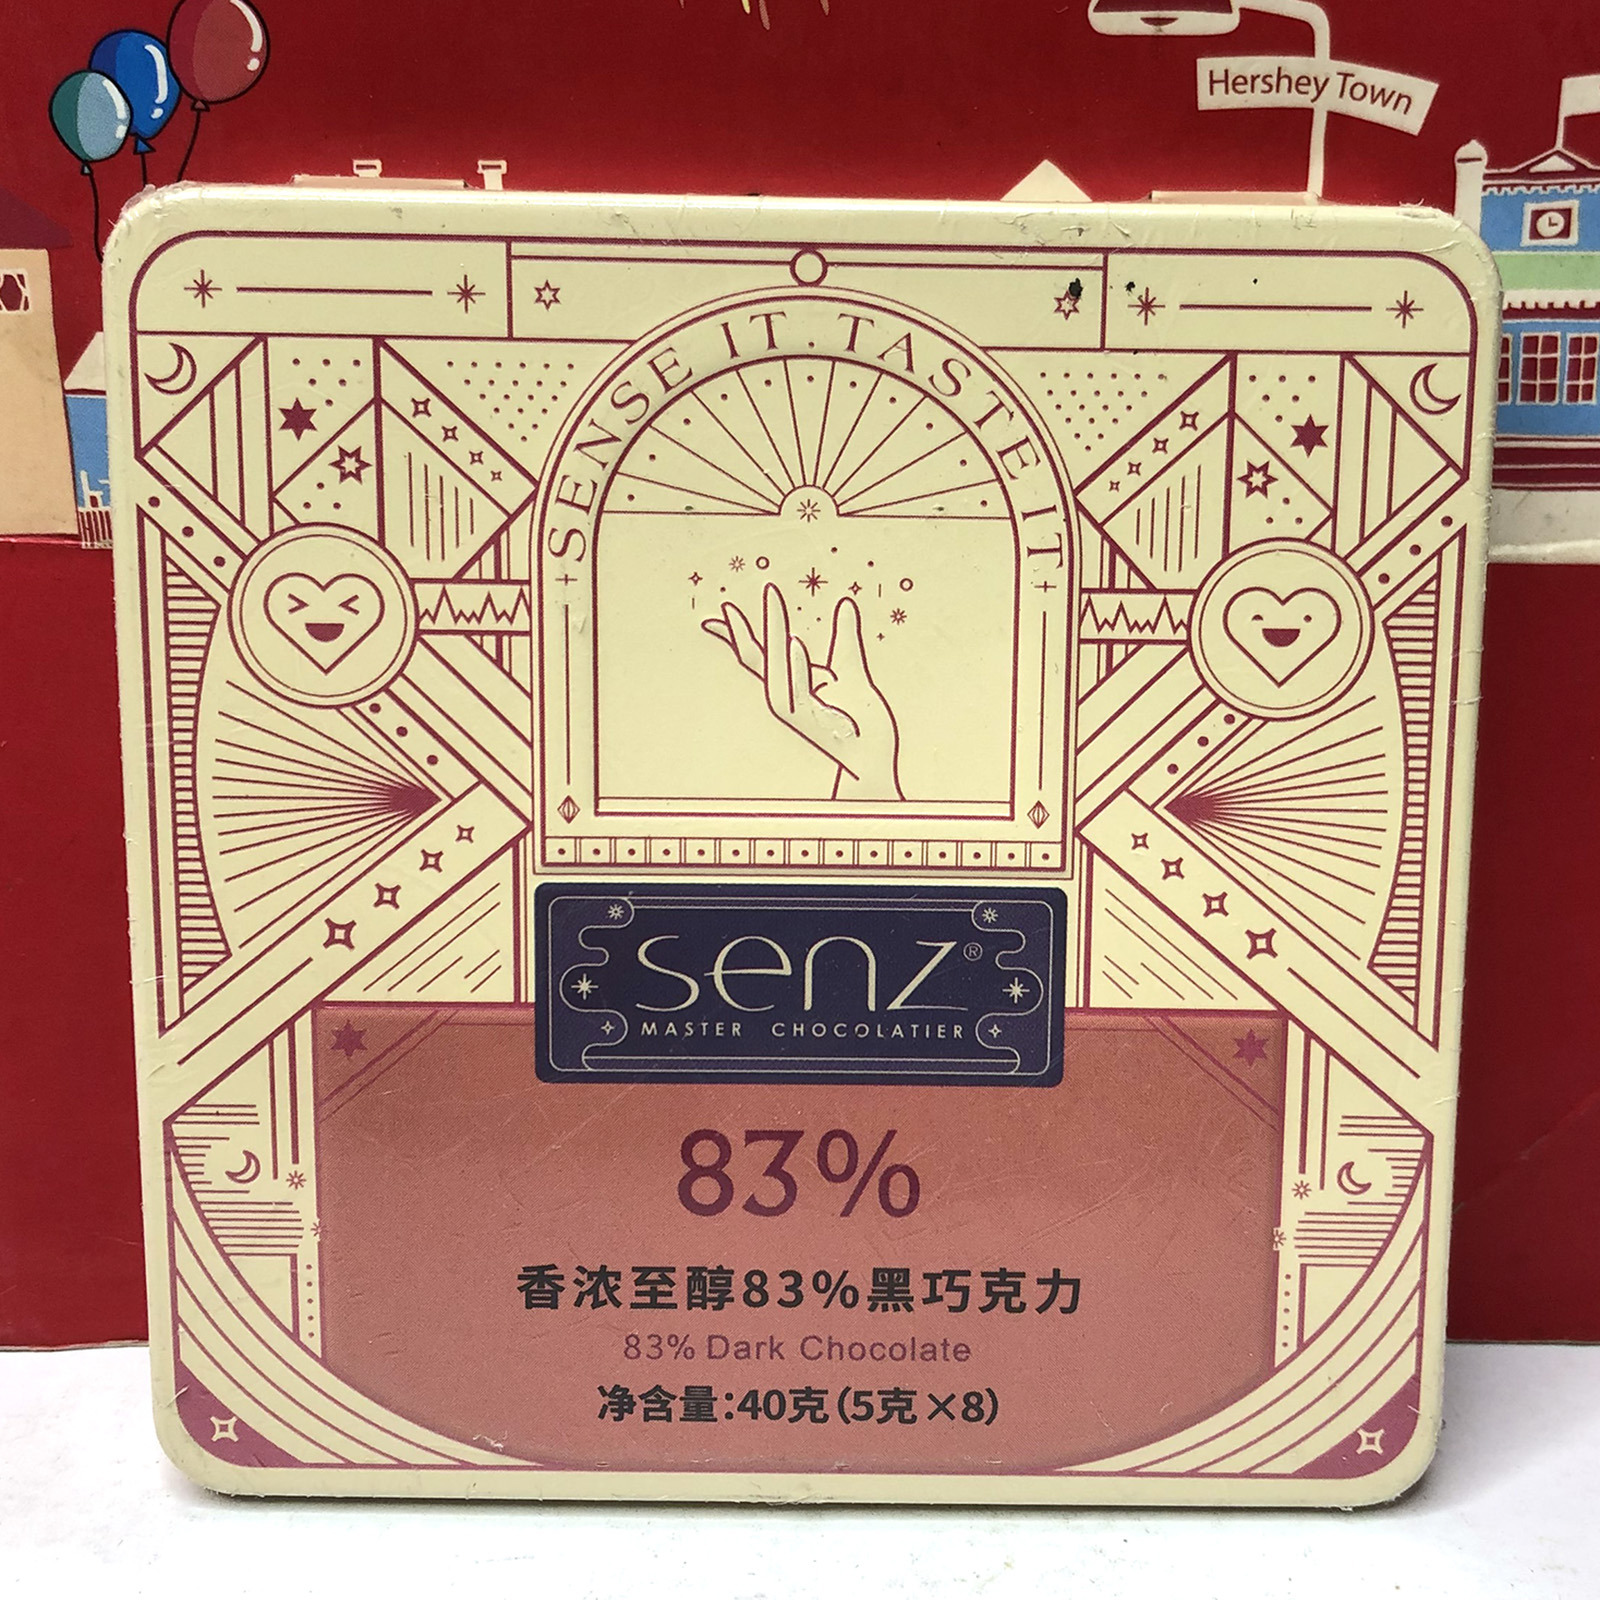 Hershey Town
SENSE IT.TASTE IT
senz®
MASTER CHOCOLATIER
83%
香浓至醇83%黑巧克力
83% Dark Chocolate
净含量:40克(5克×8)